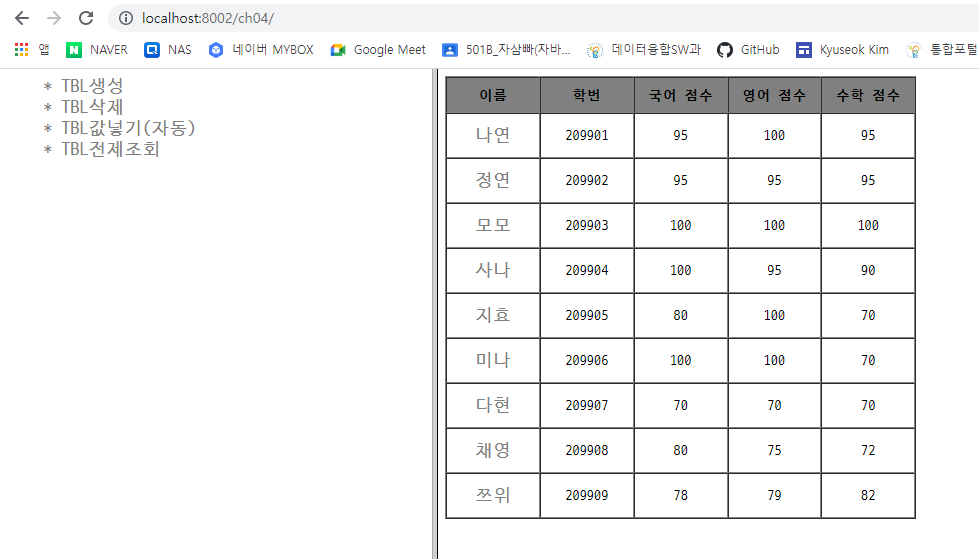 localhost:8002/ch04/
앱 NAVER NAS 네이버 MYBOX Google Meet 501B_자삼빠(자바... 데이터융합SW과 GitHub Kyuseok Kim 통합포털
* TBL생성
* TBL삭제
* TBL값넣기(자동)
* TBL전제조회
이름 학번 국어 점수 영어 점수 수학 점수
나연 209901 95 100 95
정연 209902 95 95 95
모모 209903 100 100 100
사나 209904 100 95 90
지효 209905 80 100 70
미나 209906 100 100 70
다현 209907 70 70 70
채영 209908 80 75 72
쯔위 209909 78 79 82